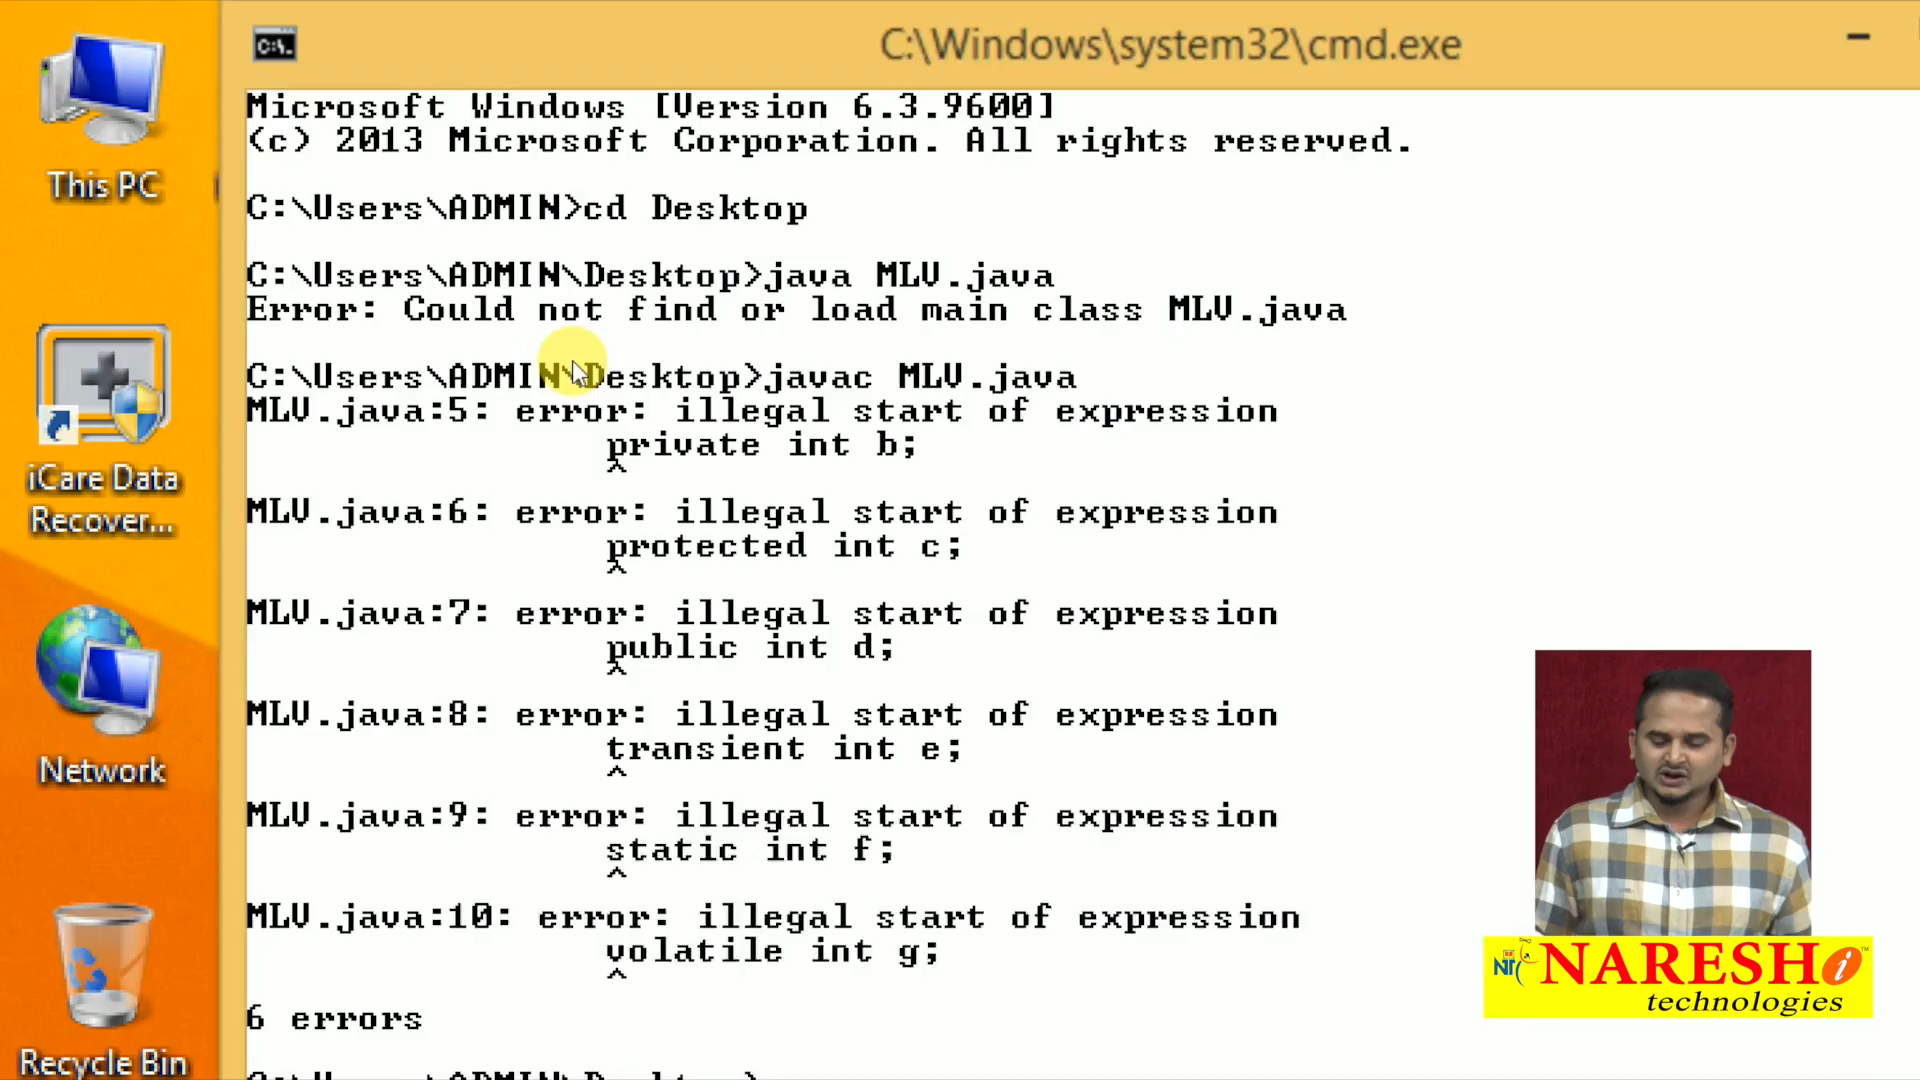 C:\Windows\system32\cmd.exe
C:\.
Microsoft Windows [Version 6.3.9600]
(c) 2013 Microsoft Corporation. All rights reserved.
C:\Users\ADMIN>cd Desktop
C:\Users\ADMIN\Desktop>java MLV.java
Error: Could not find or load main class MLV.java
C:\Users\ADMIN\Desktop>javac MLV.java
MLV.java:5: error: illegal start of expression
private int b;
^
MLV.java:6: error: illegal start of expression
protected int c;
^
MLV.java:7: error: illegal start of expression
public int d;
^
MLV.java:8: error: illegal start of expression
transient int e;
^
MLV.java:9: error: illegal start of expression
static int f;
^
MLV.java:10: error: illegal start of expression
volatile int g;
^
6 errors
C:\Users\ADMIN\Desktop>
This PC
iCare Data
Recover...
Network
Recycle Bin
NT
NARESH i ™
technologies